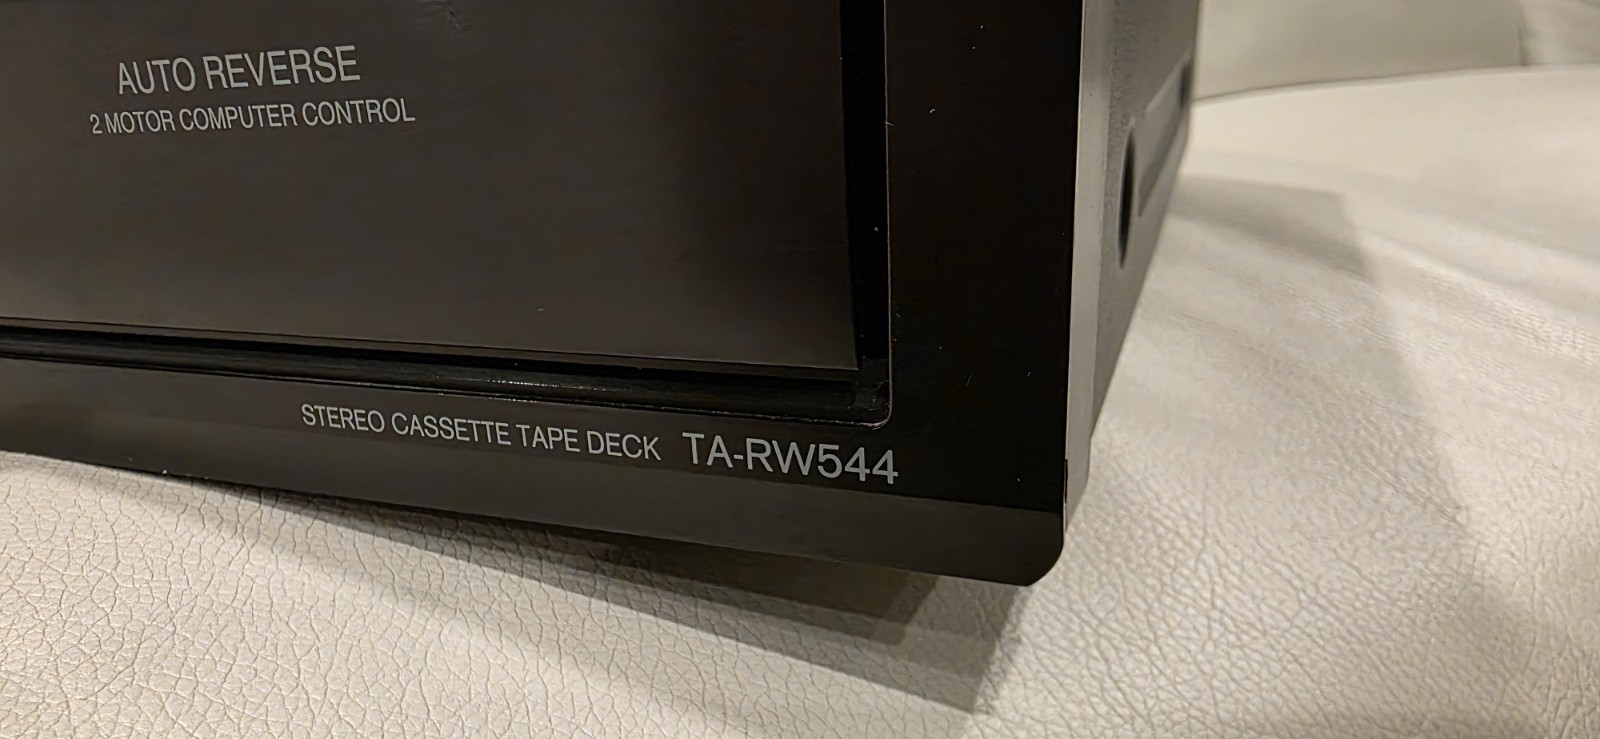 AUTO REVERSE
2 MOTOR COMPUTER CONTROL
STEREO CASSETTE TAPE DECK TA-RW544